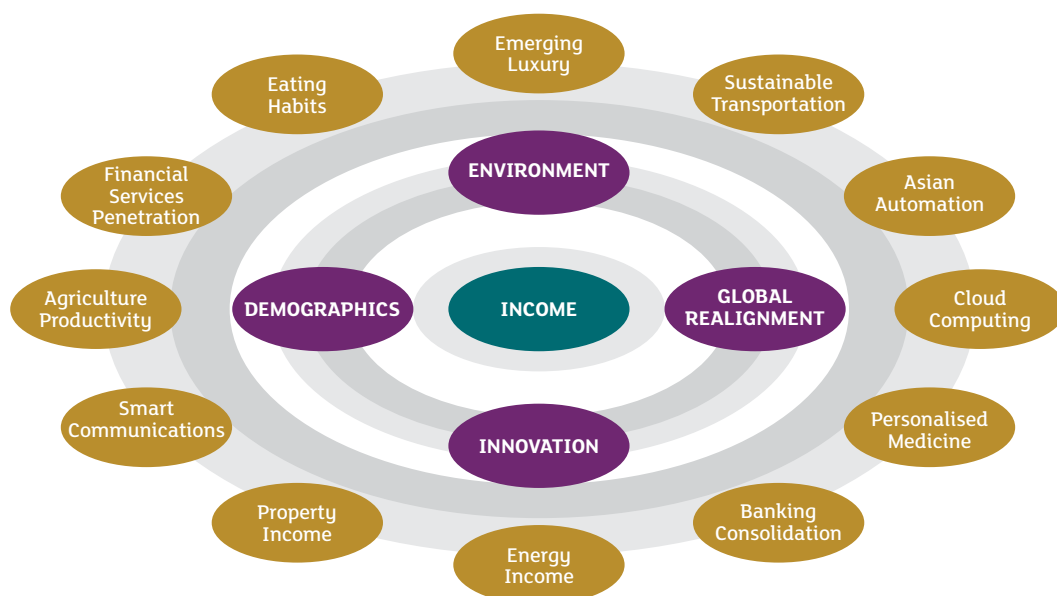 Emerging
Luxury
Eating
Habits
Sustainable
Transportation
ENVIRONMENT
Financial
Services
Penetration
Asian
Automation
Agriculture
Productivity
DEMOGRAPHICS
INCOME
GLOBAL
REALIGNMENT
Cloud
Computing
Smart
Communications
INNOVATION
Personalised
Medicine
Property
Income
Energy
Income
Banking
Consolidation